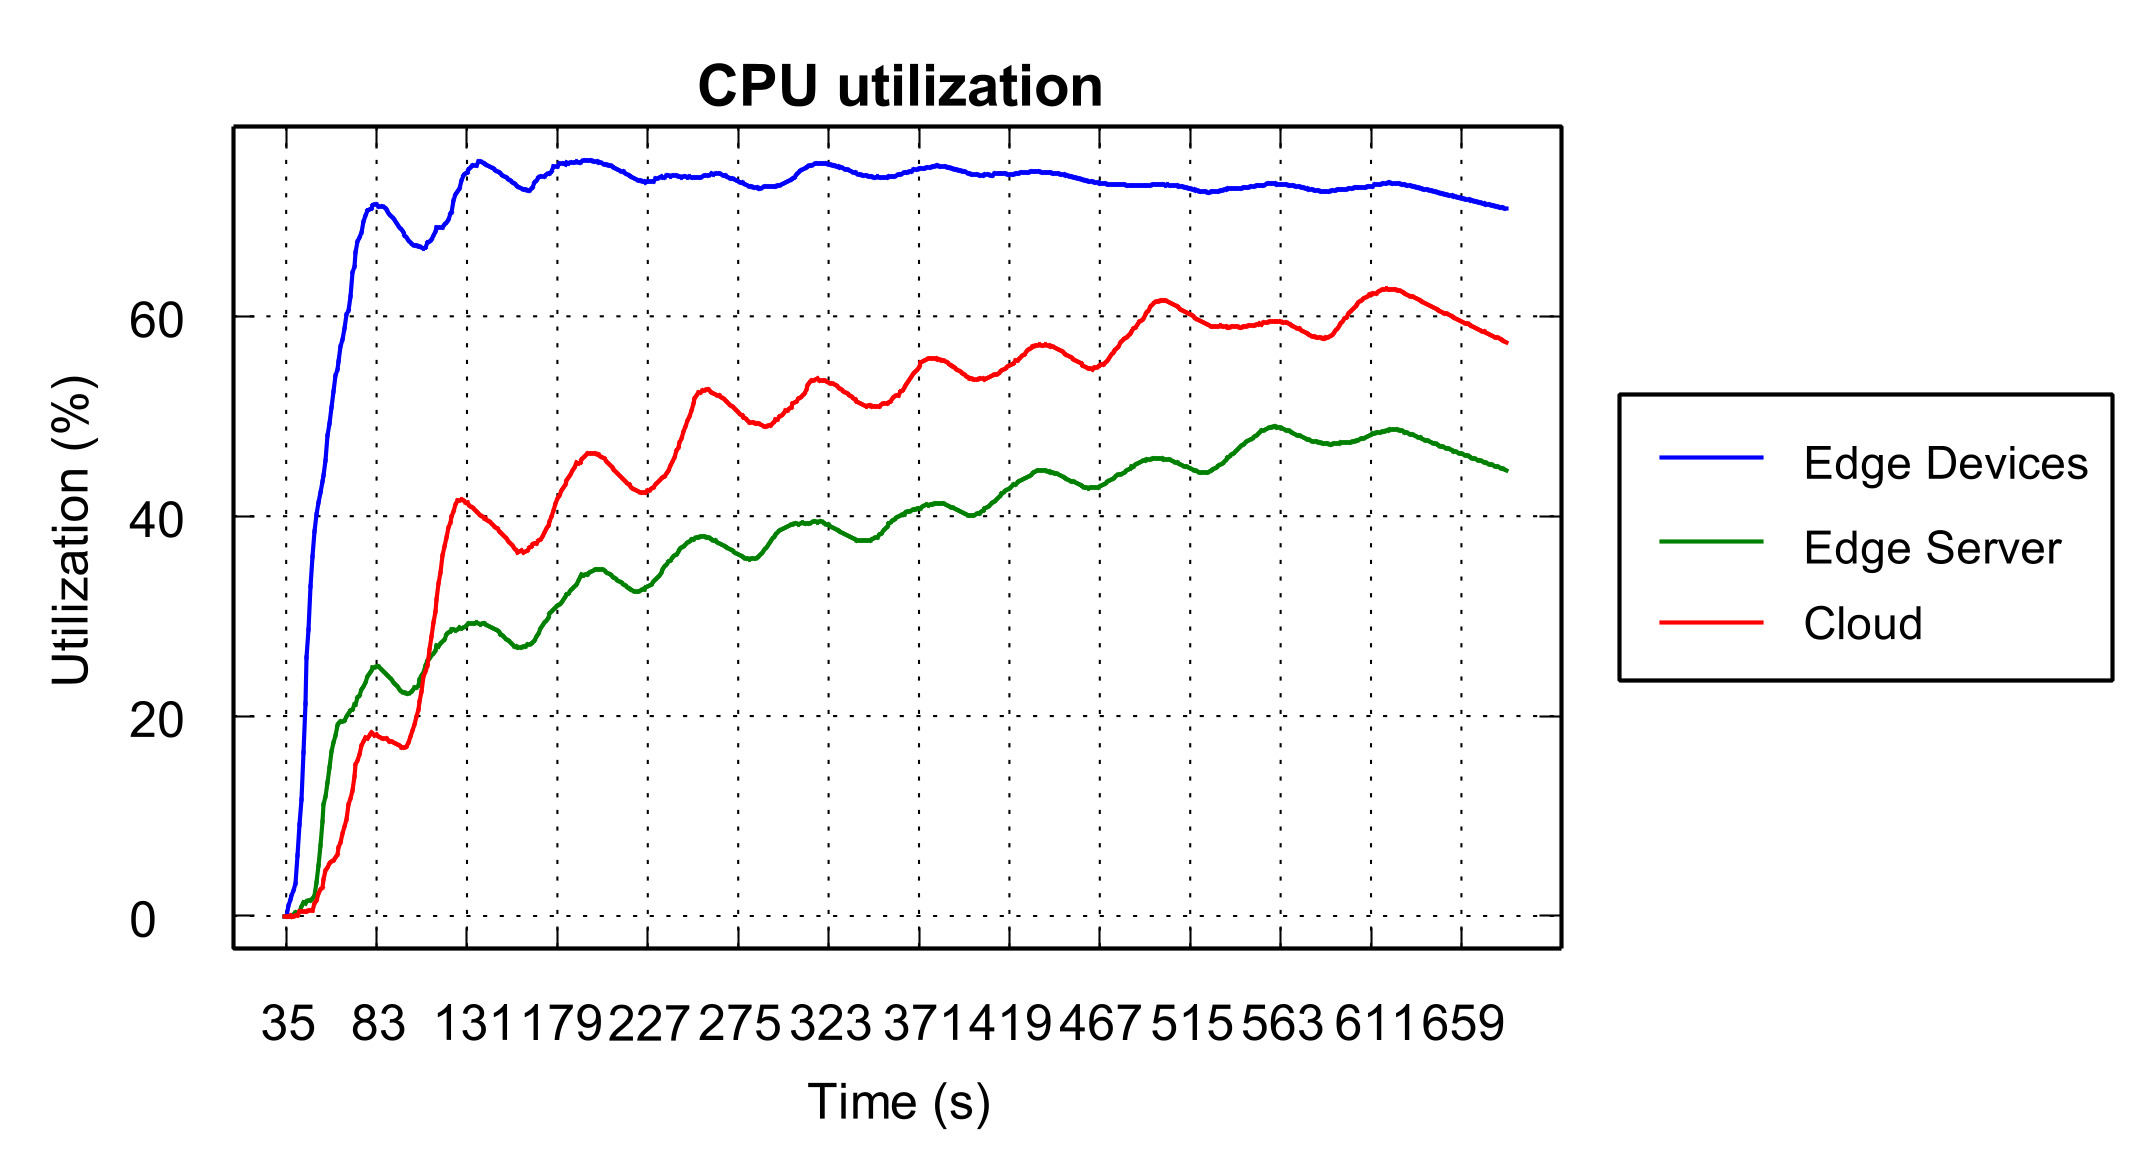 CPU utilization
60
40
20
0
Utilization (%)
35 83 131 179 227 275 323 371 419 467 515 563 611 659
Time (s)
Edge Devices
Edge Server
Cloud